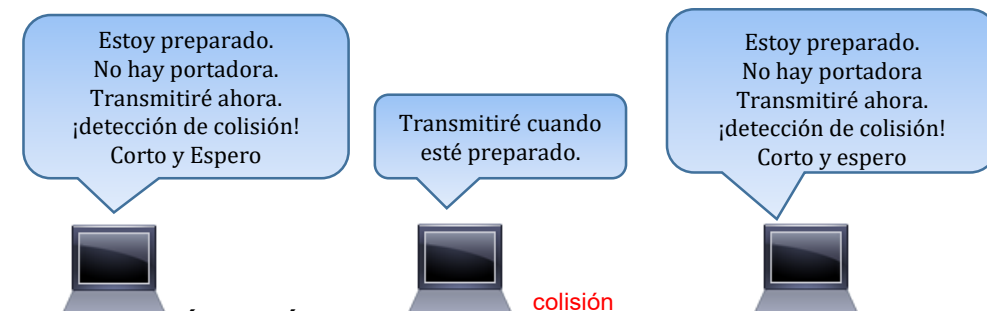 Estoy preparado.
No hay portadora.
Transmitiré ahora.
¡detección de colisión!
Corto y Espero
Transmitiré cuando
esté preparado.
Estoy preparado.
No hay portadora
Transmitiré ahora.
¡detección de colisión!
Corto y espero
colisión